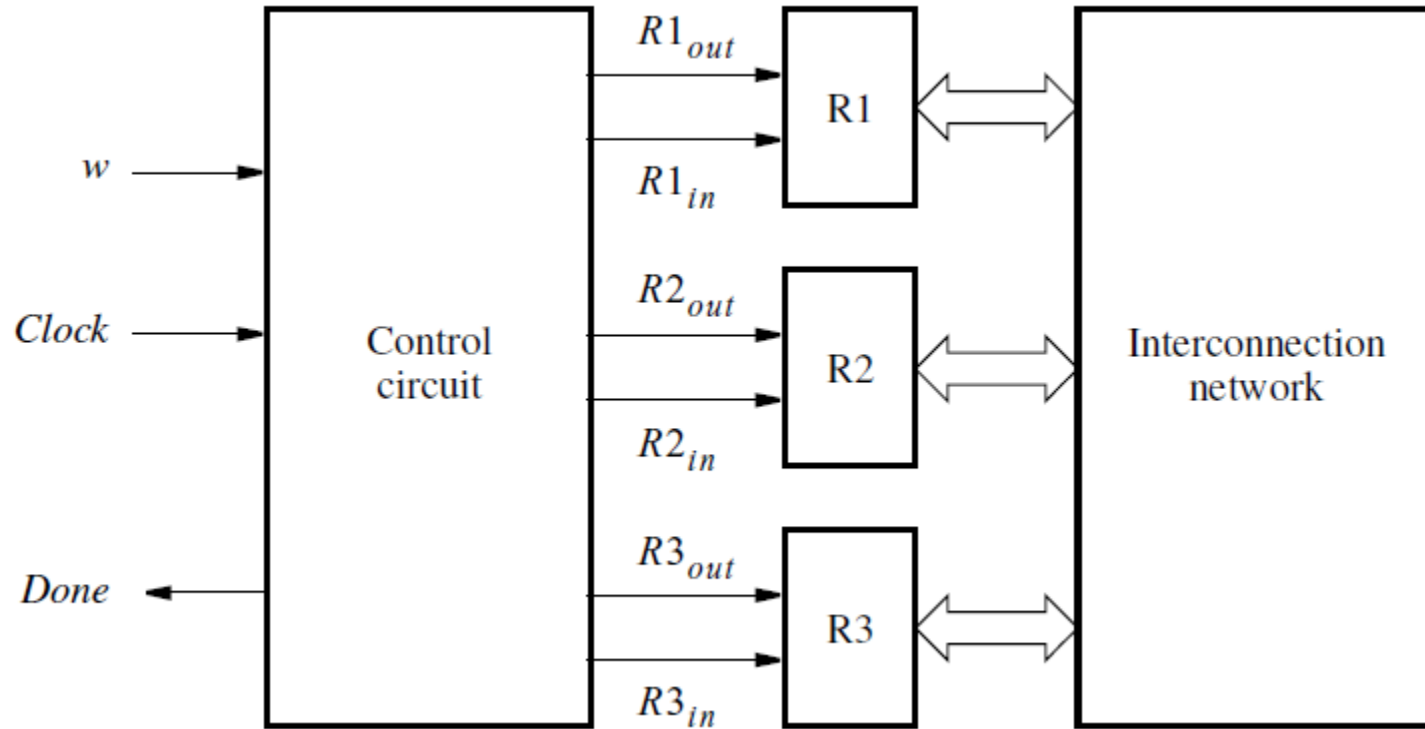 R1out
R1
w
R1in
R2out
Clock
Control
circuit
R2
Interconnection
network
R2in
R3out
Done
R3
R3in